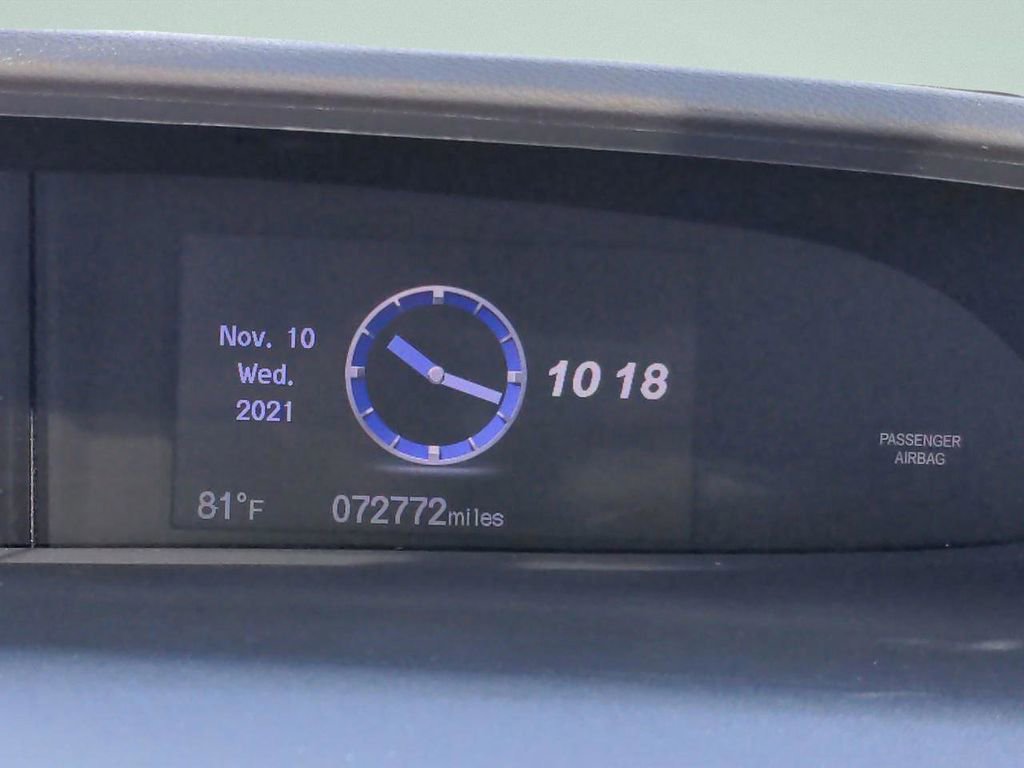 Nov. 10
Wed.
2021
10 18
81°F
072772miles
PASSENGER
AIRBAG